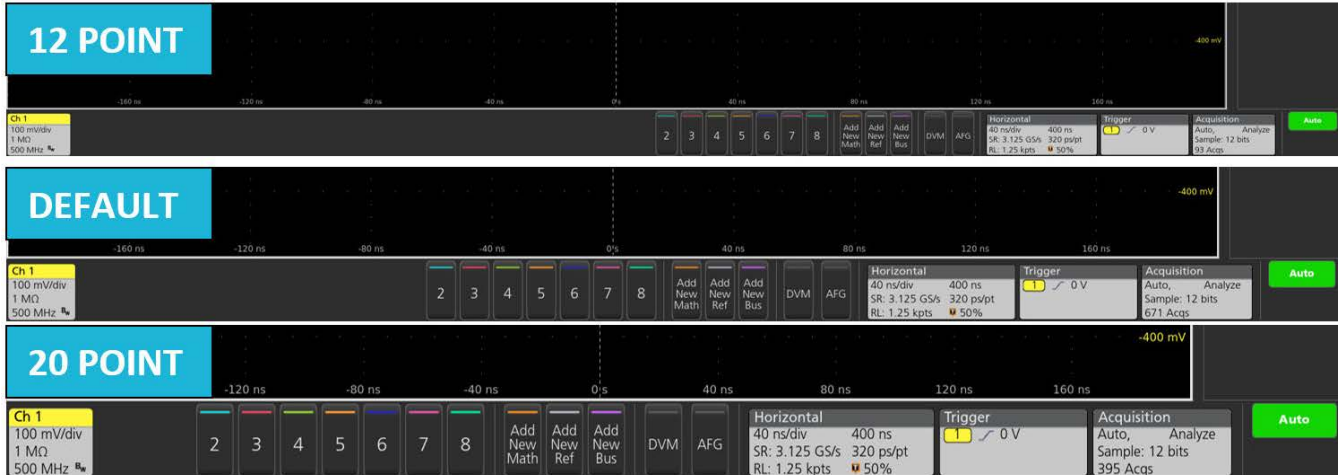 12 POINT
-400 mV
-160 ns -120 ns -80 ns -40 ns 0 s 40 ns 80 ns 120 ns 160 ns
Ch 1
100 mV/div
1 MΩ
500 MHz Bw
2 3 4 5 6 7 8
Add New Math
Add New Ref
Add New Bus
DVM
AFG
Horizontal
40 ns/div 400 ns
SR: 3.125 GS/s 320 ps/pt
RL: 1.25 kpts 50%
Trigger
1 0 V
Acquisition
Auto, Analyze
Sample: 12 bits
93 Acqs
Auto
DEFAULT
-400 mV
-160 ns -120 ns -80 ns -40 ns 0 s 40 ns 80 ns 120 ns 160 ns
Ch 1
100 mV/div
1 MΩ
500 MHz Bw
2 3 4 5 6 7 8
Add New Math
Add New Ref
Add New Bus
DVM
AFG
Horizontal
40 ns/div 400 ns
SR: 3.125 GS/s 320 ps/pt
RL: 1.25 kpts 50%
Trigger
1 0 V
Acquisition
Auto, Analyze
Sample: 12 bits
671 Acqs
Auto
20 POINT
-400 mV
-120 ns -80 ns -40 ns 0 s 40 ns 80 ns 120 ns 160 ns
Ch 1
100 mV/div
1 MΩ
500 MHz Bw
2 3 4 5 6 7 8
Add New Math
Add New Ref
Add New Bus
DVM
AFG
Horizontal
40 ns/div 400 ns
SR: 3.125 GS/s 320 ps/pt
RL: 1.25 kpts 50%
Trigger
1 0 V
Acquisition
Auto, Analyze
Sample: 12 bits
395 Acqs
Auto